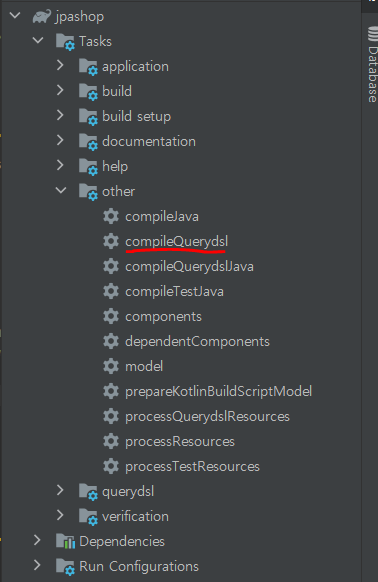 jpashop
Tasks
application
build
build setup
documentation
help
other
compileJava
compileQuerydsl
compileQuerydslJava
compileTestJava
components
dependentComponents
model
prepareKotlinBuildScriptModel
processQuerydslResources
processResources
processTestResources
querydsl
verification
Dependencies
Run Configurations
Database